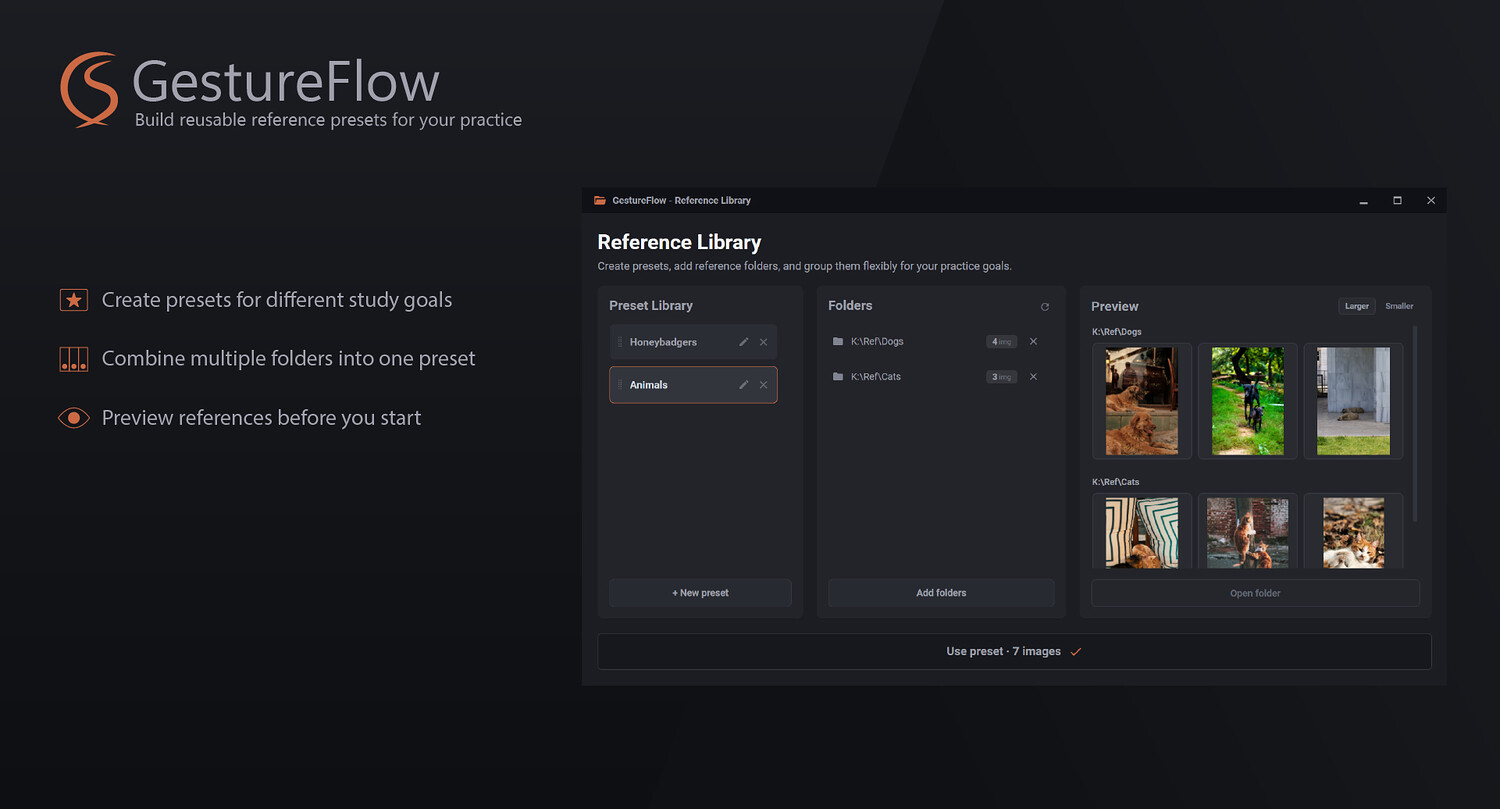 GestureFlow
Build reusable reference presets for your practice
Create presets for different study goals
Combine multiple folders into one preset
Preview references before you start
GestureFlow - Reference Library
Reference Library
Create presets, add reference folders, and group them flexibly for your practice goals.
Preset Library
Honeybadgers
Animals
+ New preset
Folders
K:\Ref\Dogs
4 img
K:\Ref\Cats
3 img
Add folders
Preview
Larger
Smaller
K:\Ref\Dogs
K:\Ref\Cats
Open folder
Use preset · 7 images